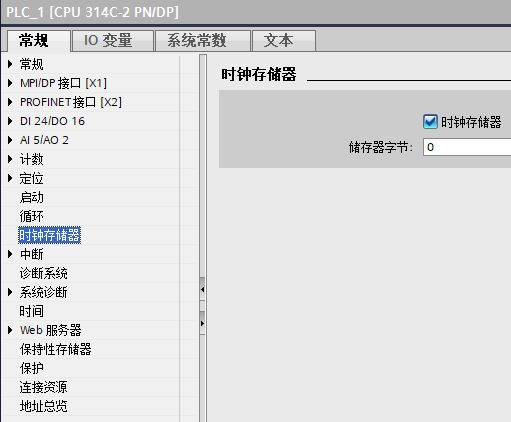 PLC_1 [CPU 314C-2 PN/DP]
常规 IO 变量 系统常数 文本
常规
MPI/DP 接口 [X1]
PROFINET 接口 [X2]
DI 24/DO 16
AI 5/AO 2
计数
定位
启动
循环
时钟存储器
中断
诊断系统
系统诊断
时间
Web 服务器
保持性存储器
保护
连接资源
地址总览
时钟存储器
时钟存储器
储存器字节: 0